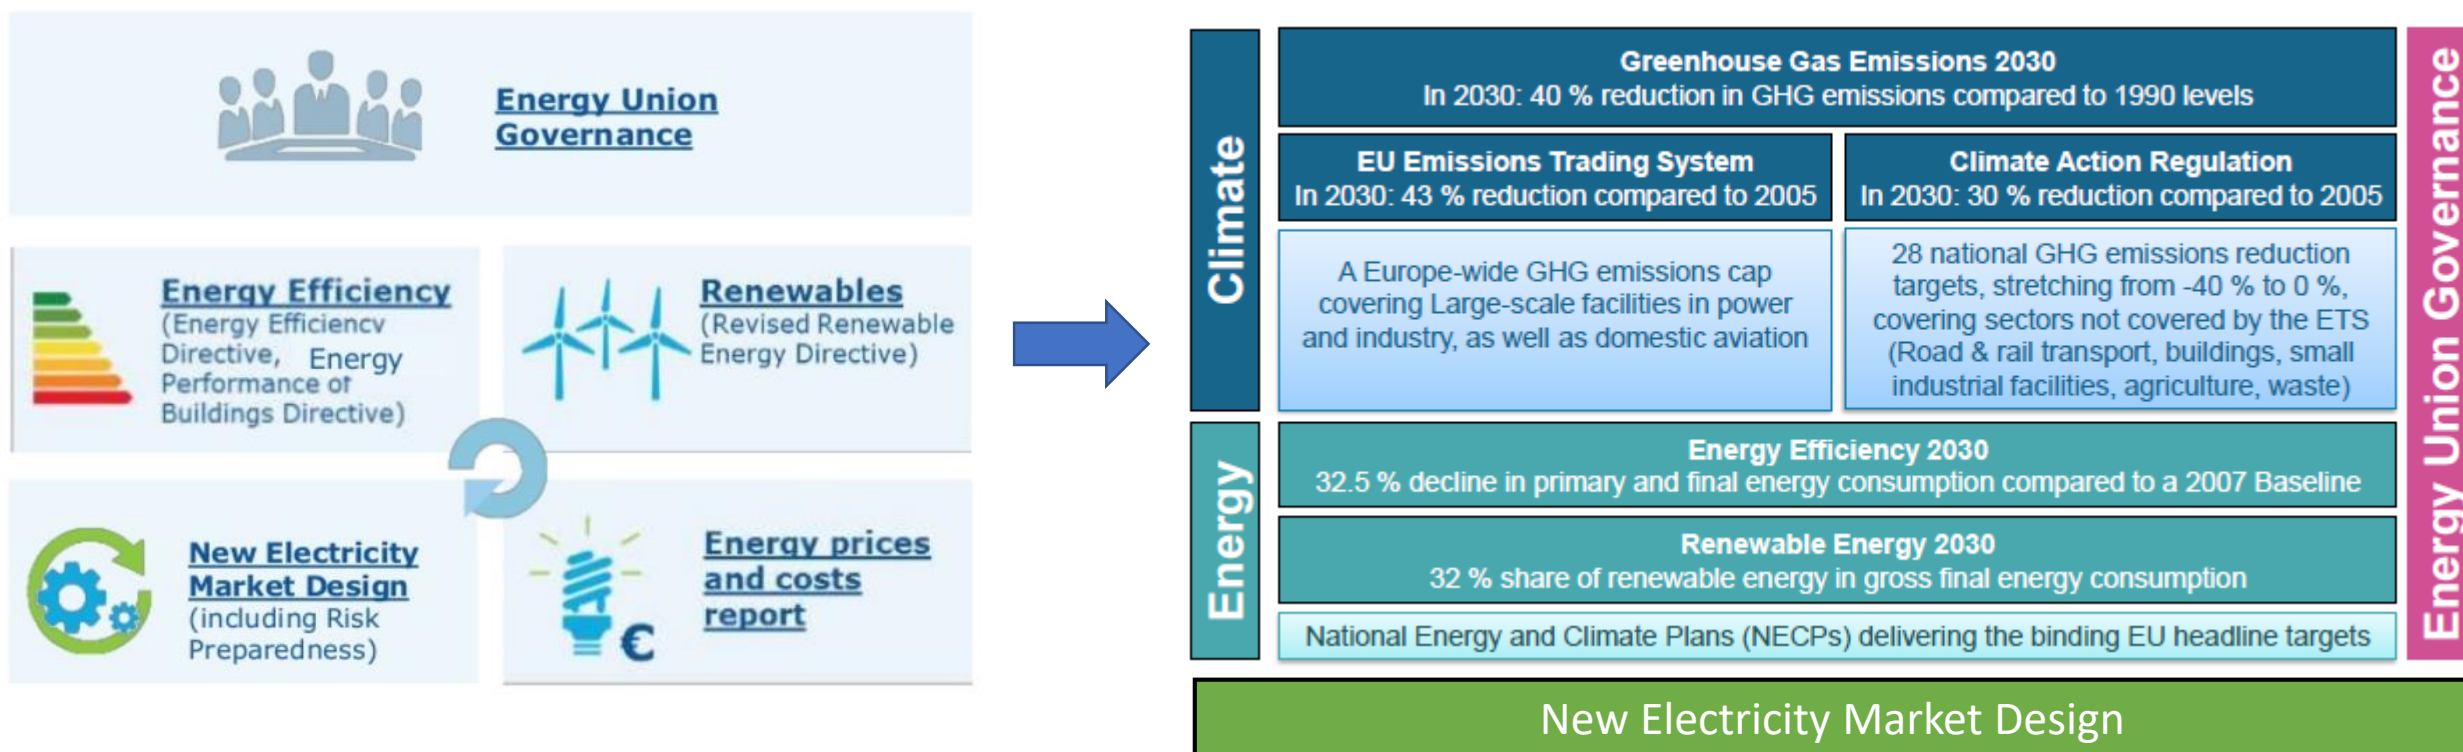 Energy Union
Governance
Energy Efficiency
(Energy Efficiency
Directive, Energy
Performance of
Buildings Directive)
Renewables
(Revised Renewable
Energy Directive)
New Electricity
Market Design
(including Risk
Preparedness)
Energy prices
and costs
report
€
Climate
Greenhouse Gas Emissions 2030
In 2030: 40 % reduction in GHG emissions compared to 1990 levels
EU Emissions Trading System
In 2030: 43 % reduction compared to 2005
Climate Action Regulation
In 2030: 30 % reduction compared to 2005
A Europe-wide GHG emissions cap
covering Large-scale facilities in power
and industry, as well as domestic aviation
28 national GHG emissions reduction
targets, stretching from -40 % to 0 %,
covering sectors not covered by the ETS
(Road & rail transport, buildings, small
industrial facilities, agriculture, waste)
Energy
Energy Efficiency 2030
32.5 % decline in primary and final energy consumption compared to a 2007 Baseline
Renewable Energy 2030
32 % share of renewable energy in gross final energy consumption
National Energy and Climate Plans (NECPs) delivering the binding EU headline targets
Energy Union Governance
New Electricity Market Design